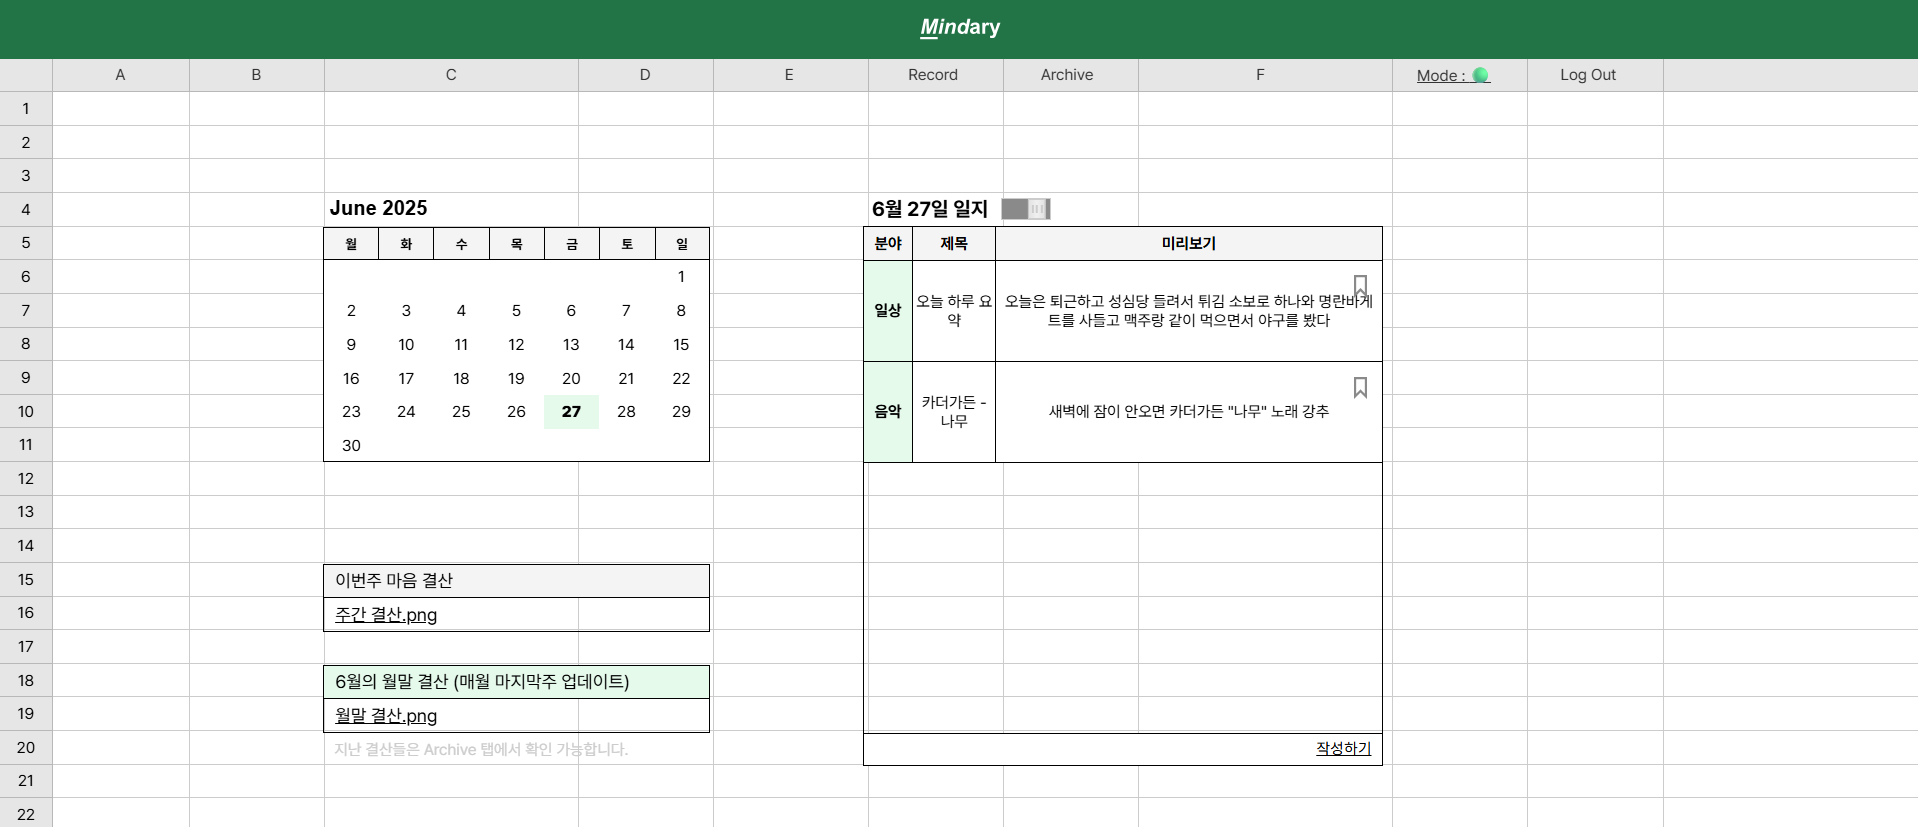 Mindary
A B C D E Record Archive F Mode : Log Out
1
2
3
4
5
6
7
8
9
10
11
12
13
14
15
16
17
18
19
20
21
22
June 2025
월 화 수 목 금 토 일
1
2 3 4 5 6 7 8
9 10 11 12 13 14 15
16 17 18 19 20 21 22
23 24 25 26 27 28 29
30
이번주 마음 결산
주간 결산.png
6월의 월말 결산 (매월 마지막주 업데이트)
월말 결산.png
지난 결산들은 Archive 탭에서 확인 가능합니다.
6월 27일 일지
분야 제목 미리보기
일상
오늘 하루 요
약
오늘은 퇴근하고 성심당 들려서 튀김 소보로 하나와 명란바게
트를 사들고 맥주랑 같이 먹으면서 야구를 봤다
음악
카더가든 -
나무
새벽에 잠이 안오면 카더가든 "나무" 노래 강추
작성하기